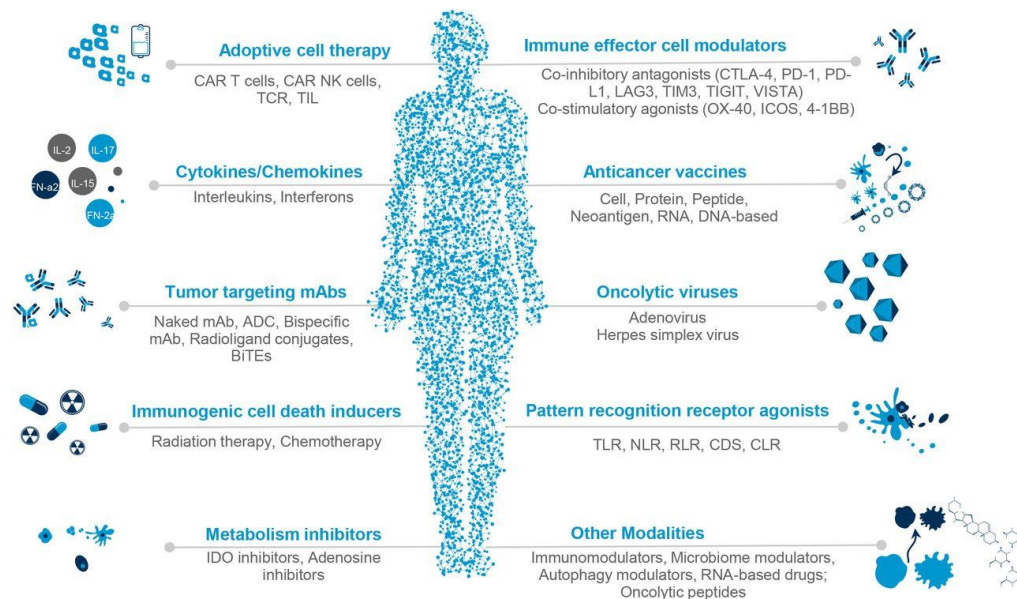 Adoptive cell therapy
CAR T cells, CAR NK cells,
TCR, TIL
Immune effector cell modulators
Co-inhibitory antagonists (CTLA-4, PD-1, PD-
L1, LAG3, TIM3, TIGIT, VISTA)
Co-stimulatory agonists (OX-40, ICOS, 4-1BB)
IL-2
IL-17
FN-a2
IL-15
FN-2a
Cytokines/Chemokines
Interleukins, Interferons
Anticancer vaccines
Cell, Protein, Peptide,
Neoantigen, RNA, DNA-based
Tumor targeting mAbs
Naked mAb, ADC, Bispecific
mAb, Radioligand conjugates,
BiTEs
Oncolytic viruses
Adenovirus
Herpes simplex virus
Immunogenic cell death inducers
Radiation therapy, Chemotherapy
Pattern recognition receptor agonists
TLR, NLR, RLR, CDS, CLR
Metabolism inhibitors
IDO inhibitors, Adenosine
inhibitors
Other Modalities
Immunomodulators, Microbiome modulators,
Autophagy modulators, RNA-based drugs;
Oncolytic peptides